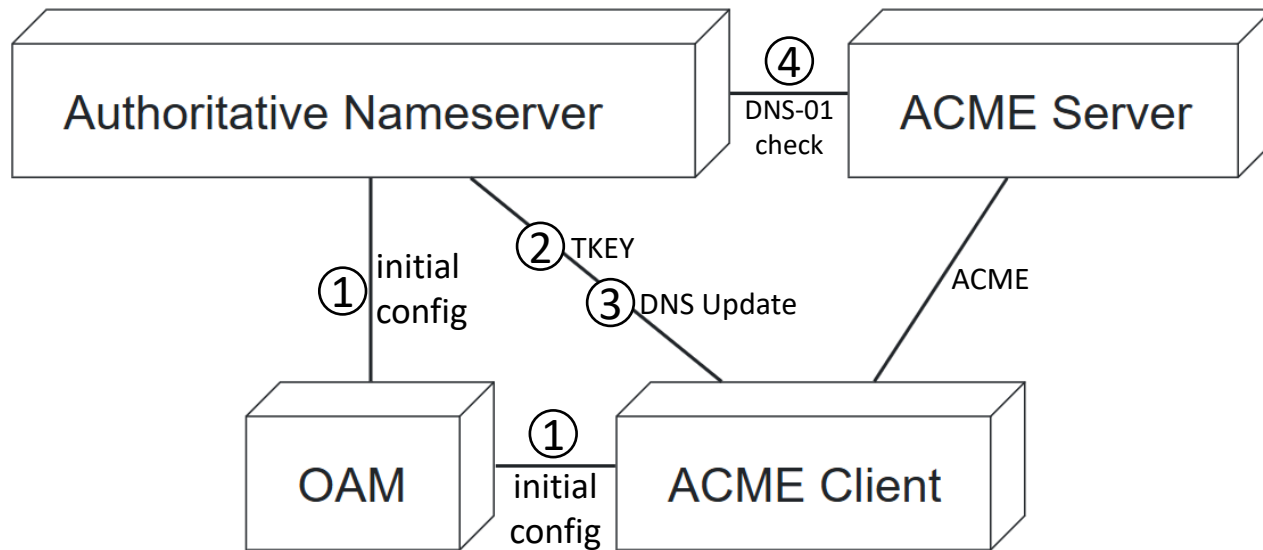 Authoritative Nameserver
④
DNS-01
check
ACME Server
② TKEY
① initial
config
③ DNS Update
ACME
OAM
①
initial
config
ACME Client